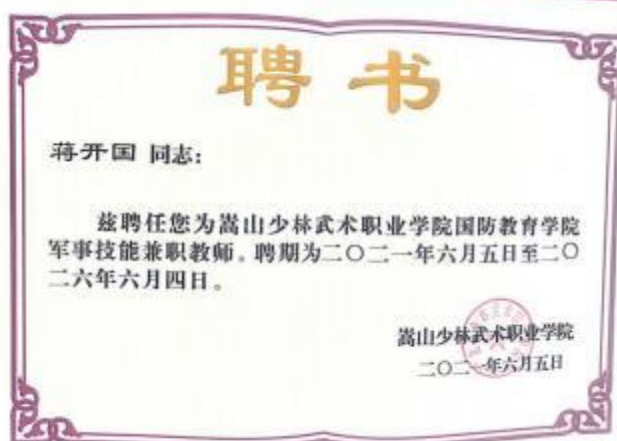 聘书
蒋开国 同志：
兹聘任您为嵩山少林武术职业学院国防教育学院
军事技能兼职教师。聘期为二〇二一年六月五日至二〇
二六年六月四日。
嵩山少林武术职业学院
二〇二一年六月五日